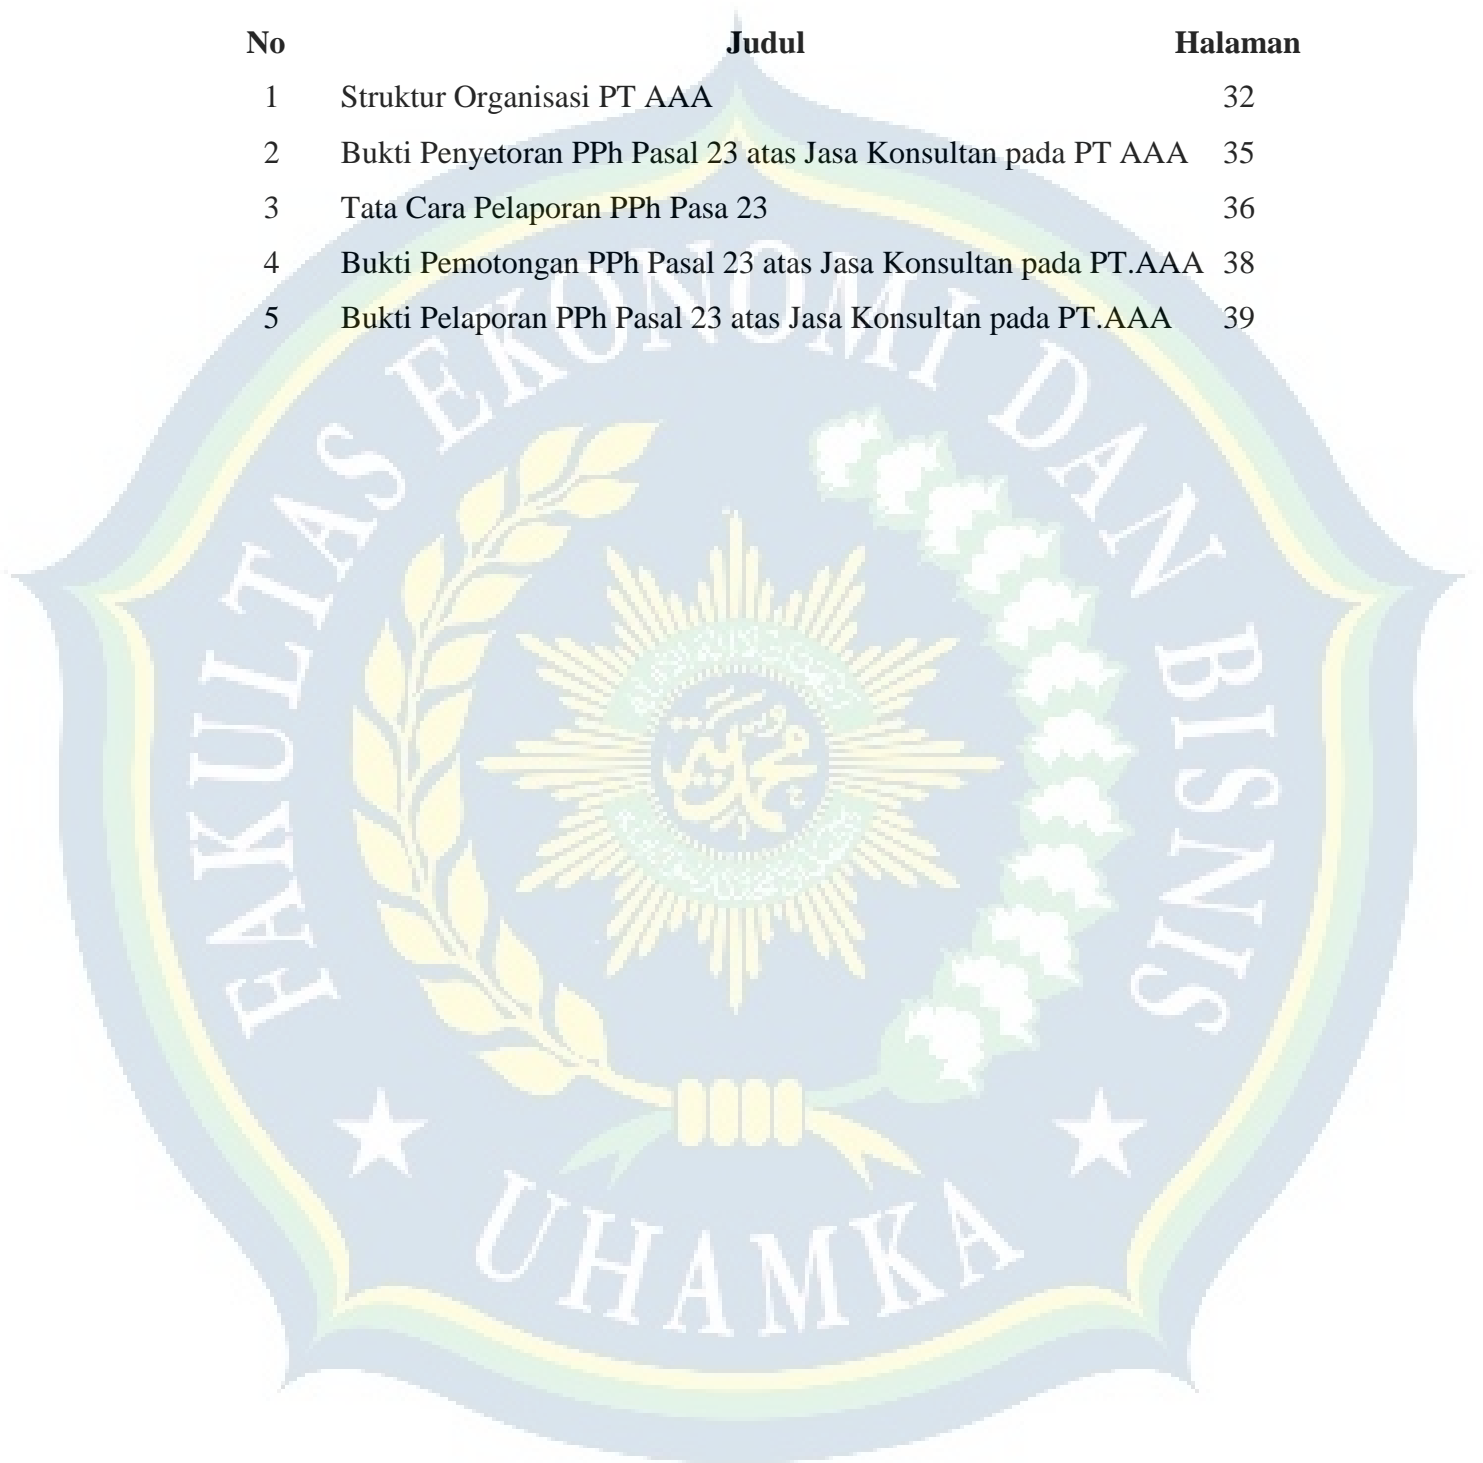 No Judul Halaman
1 Struktur Organisasi PT AAA 32
2 Bukti Penyetoran PPh Pasal 23 atas Jasa Konsultan pada PT AAA 35
3 Tata Cara Pelaporan PPh Pasa 23 36
4 Bukti Pemotongan PPh Pasal 23 atas Jasa Konsultan pada PT.AAA 38
5 Bukti Pelaporan PPh Pasal 23 atas Jasa Konsultan pada PT.AAA 39
FAKULTAS EKONOMI DAN BISNIS
UHAMKA